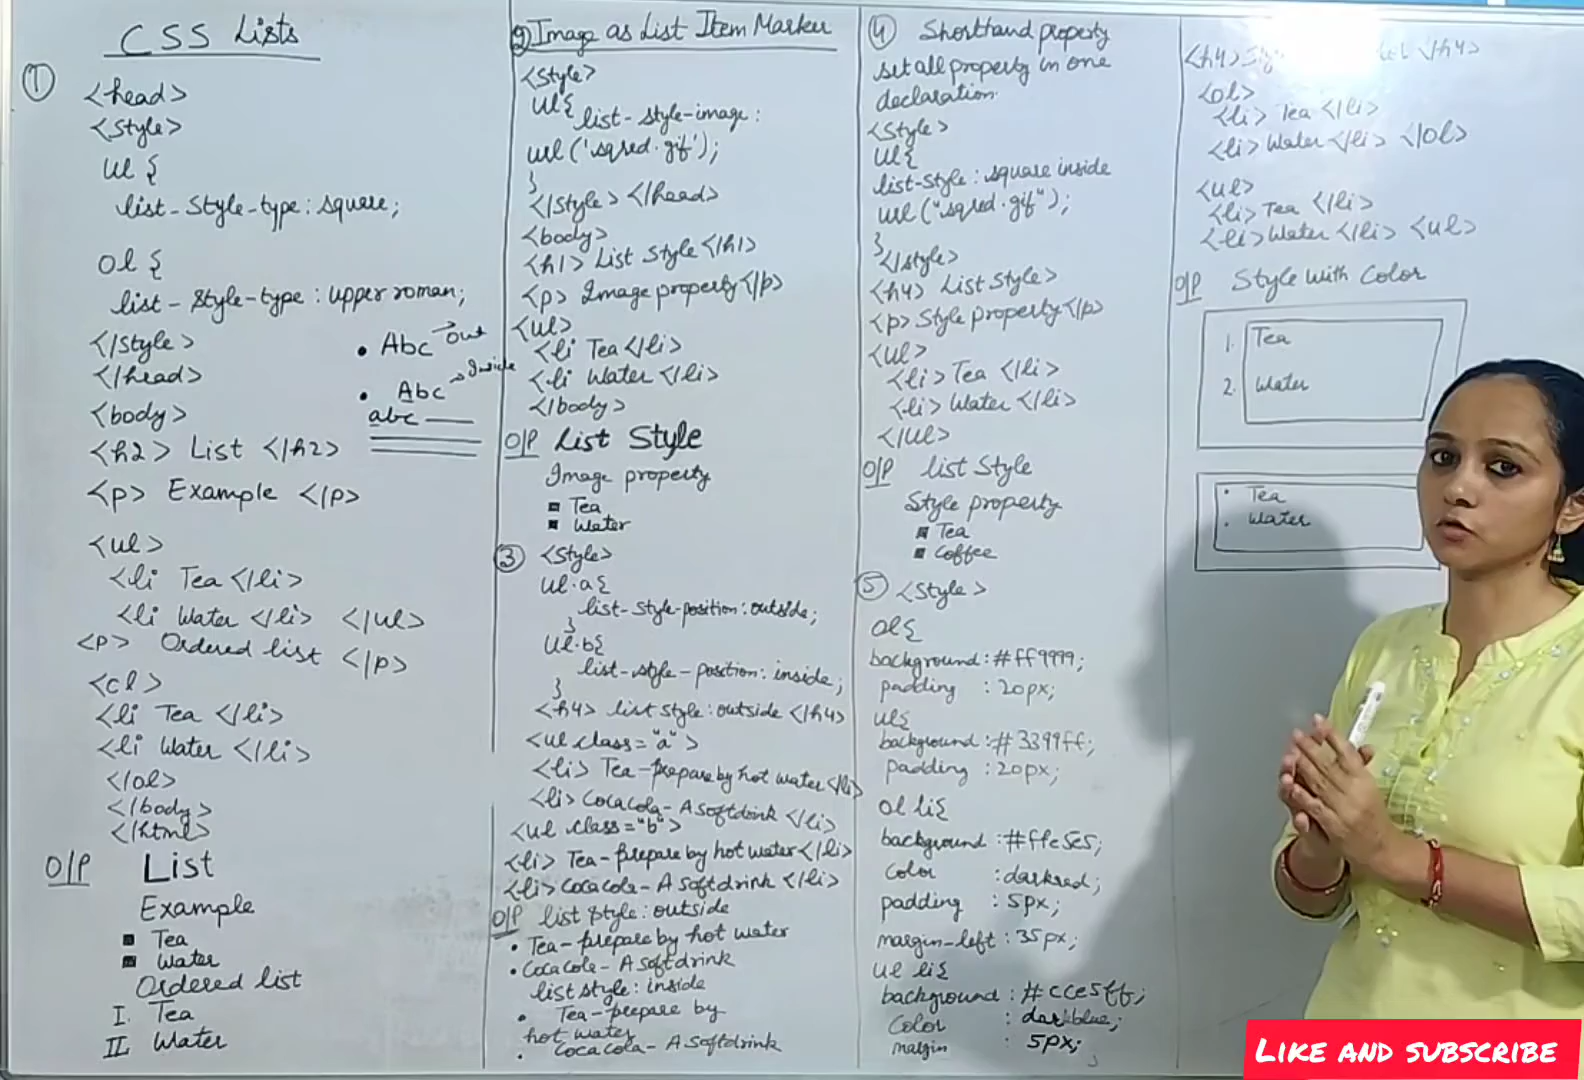 CSS Lists
①
<head>
<style>
ul {
list-style-type: square;
ol {
list-style-type: upper roman;
</style>
</head>
<body>
<h2> List </h2>
<p> Example </p>
<ul>
<li Tea </li>
<li Water </li> </ul>
<p> Ordered list </p>
<cl>
<li Tea </li>
<li Water </li>
</ol>
</body>
</html>
• Abc → out
• Abc → Inside
abc
O/P List
Example
▪ Tea
▪ Water
Ordered list
I. Tea
II Water
2) Image as List Item Marker
<style>
ul{
list-style-image:
url('sqred.gif');
}
</style> </head>
<body>
<h1> List Style </h1>
<p> Image property </p>
<ul>
<li Tea </li>
<li Water </li>
</body>
O/P List Style
Image property
▪ Tea
▪ Water
③ <style>
ul.a{
list-style-position: outside;
}
ul.b{
list-style-position: inside;
}
<h4> list style: outside </h4>
<ul class="a">
<li> Tea-prepare by hot water </li>
<li> CocaCola- A softdrink </li>
<ul class="b">
<li> Tea-prepare by hot water </li>
<li> Cocacola- A softdrink </li>
O/P list style: outside
• Tea-prepare by hot water
• CocaCole- A softdrink
list style: inside
• Tea-prepare by
hot water
• CocaCola- A softdrink
④ Shorthand property
set all property in one
declaration.
<style>
ul{
list-style: square inside
url("sqred.gif");
}
</style>
<h4> List Style>
<p> Style property </p>
<ul>
<li> Tea </li>
<li> Water </li>
</ul>
O/P list Style
Style property
▪ Tea
▪ Coffee
⑤ <style>
ol{
background: #ff9999;
padding : 20px;
ul{
background: #3399ff;
padding : 20px;
ol li{
background : #ffe5e5;
color : darkred;
padding : 5px;
margin-left : 35px;
ul li{
background : #cce5ff;
Color : darkblue;
margin : 5px;
<h4> </h4>
<ol>
<li> Tea </li>
<li> Water </li> </ol>
<ul>
<li> Tea </li>
<li> Water </li> <ul>
O/P Style with Color
1. Tea
2. Water
• Tea
• Water
LIKE AND SUBSCRIBE